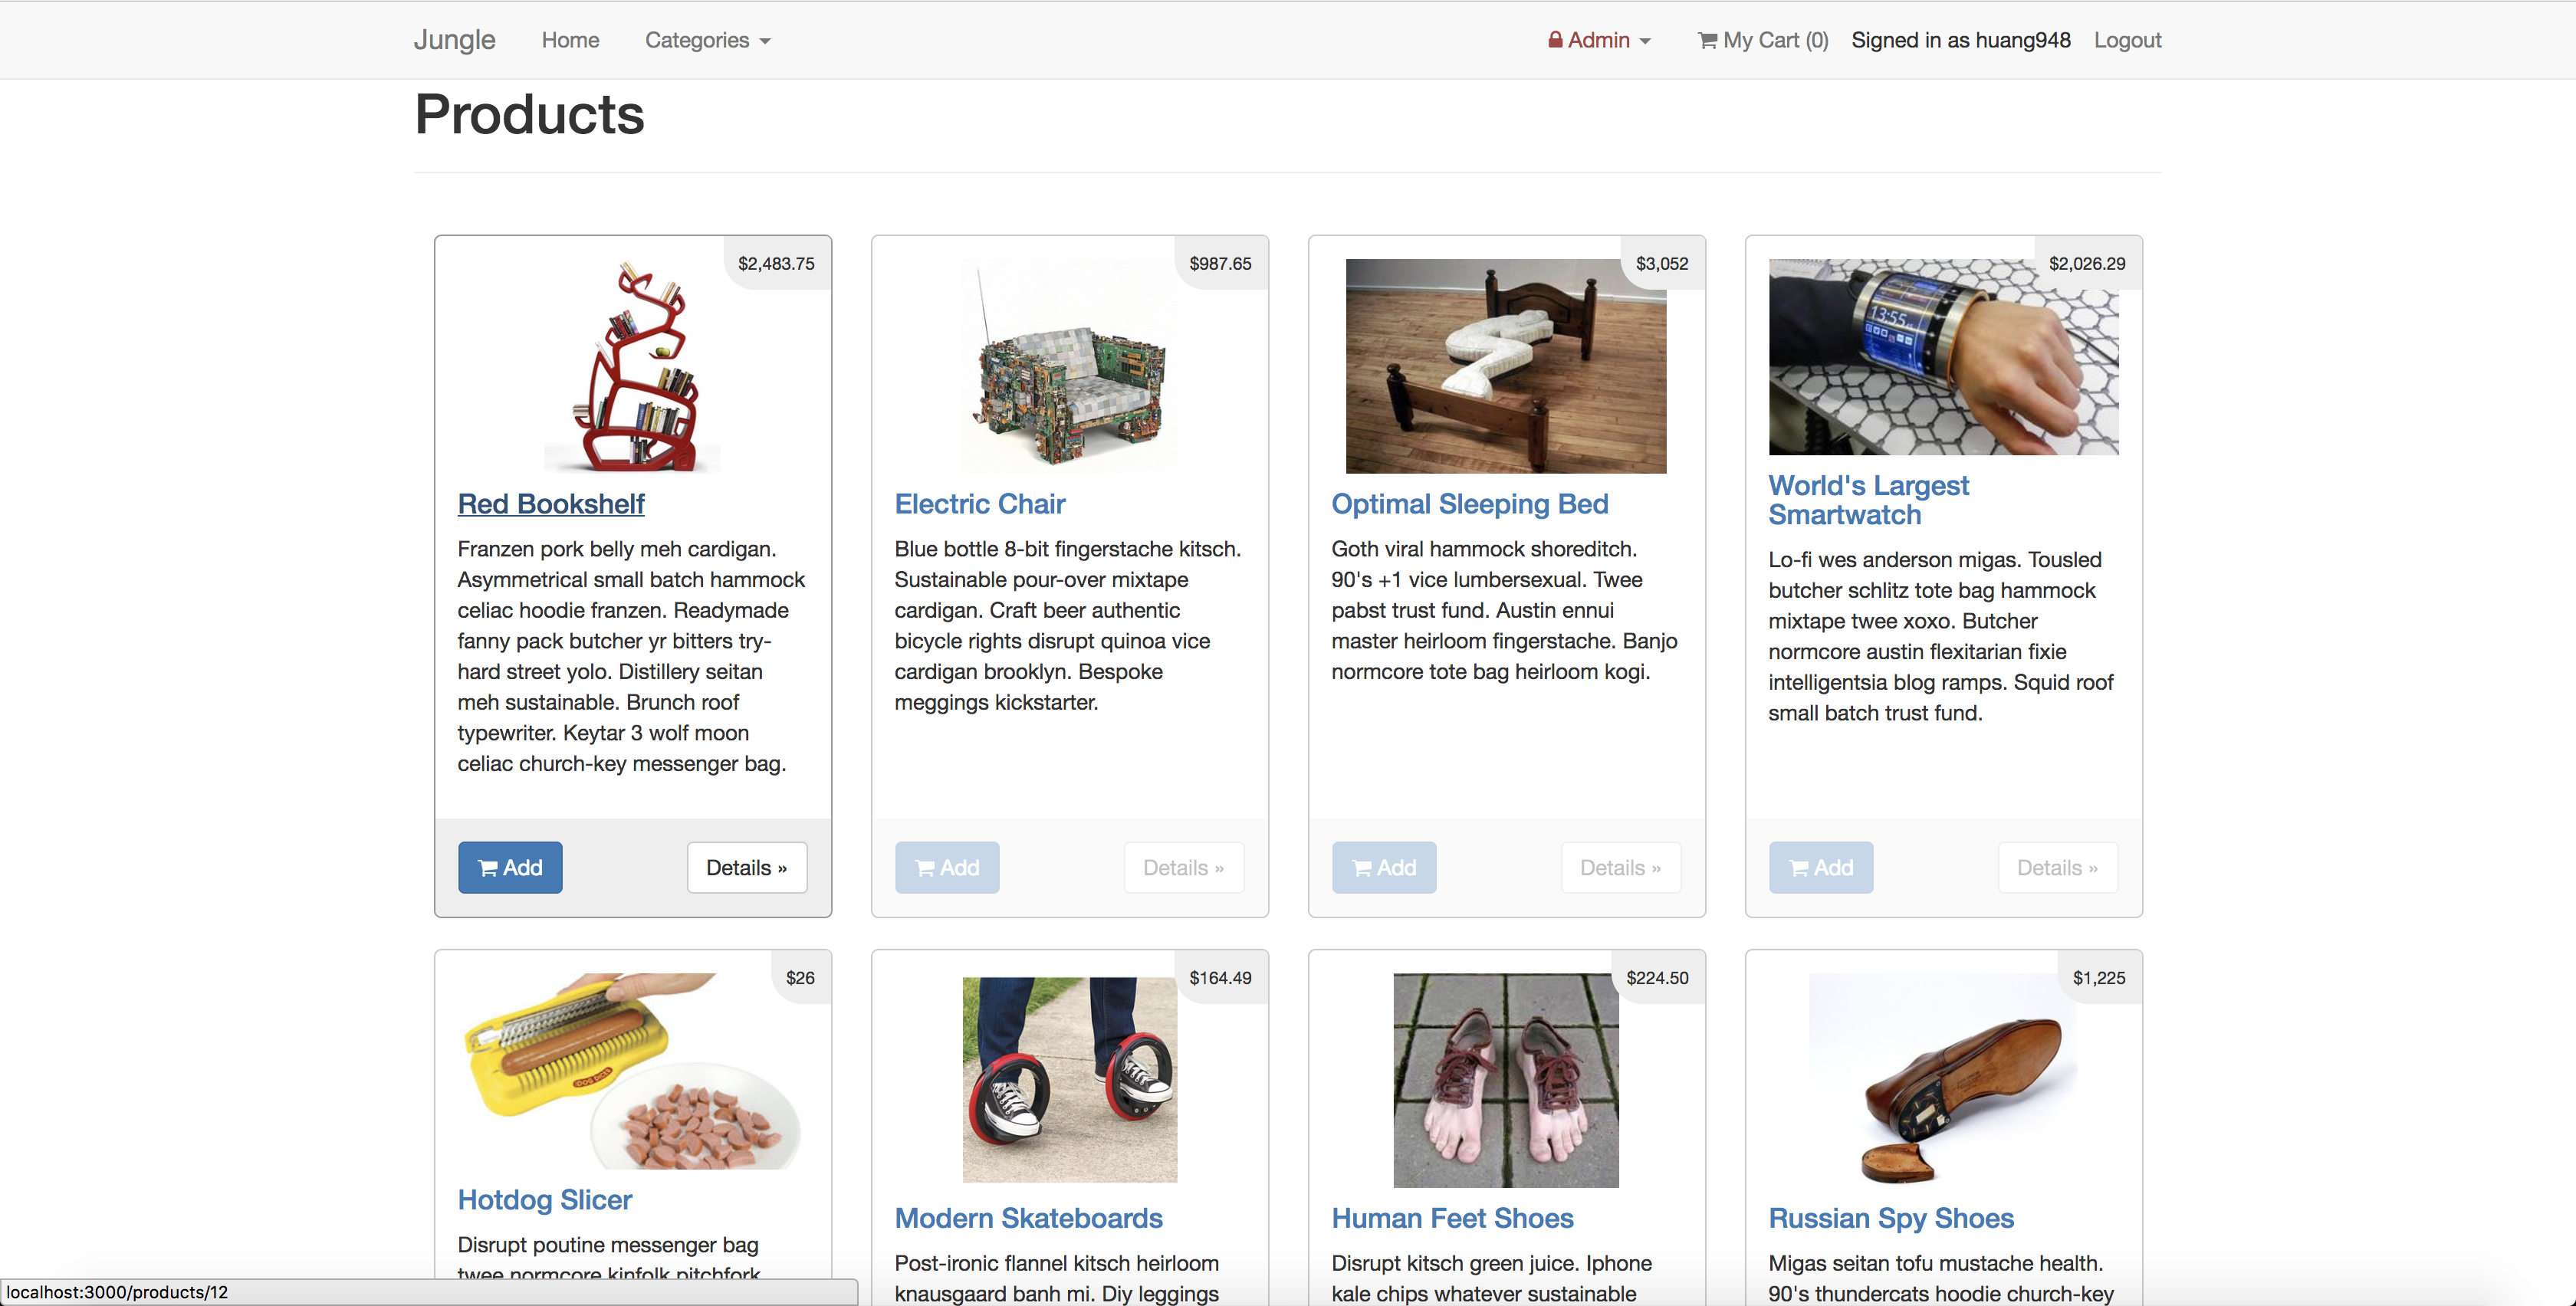 Jungle Home Categories Admin My Cart (0) Signed in as huang948 Logout
Products
$2,483.75
Red Bookshelf
Franzen pork belly meh cardigan.
Asymmetrical small batch hammock
celiac hoodie franzen. Readymade
fanny pack butcher yr bitters try-
hard street yolo. Distillery seitan
meh sustainable. Brunch roof
typewriter. Keytar 3 wolf moon
celiac church-key messenger bag.
Add Details »
$987.65
Electric Chair
Blue bottle 8-bit fingerstache kitsch.
Sustainable pour-over mixtape
cardigan. Craft beer authentic
bicycle rights disrupt quinoa vice
cardigan brooklyn. Bespoke
meggings kickstarter.
Add Details »
$3,052
Optimal Sleeping Bed
Goth viral hammock shoreditch.
90's +1 vice lumbersexual. Twee
pabst trust fund. Austin ennui
master heirloom fingerstache. Banjo
normcore tote bag heirloom kogi.
Add Details »
$2,026.29
13:55
World's Largest
Smartwatch
Lo-fi wes anderson migas. Tousled
butcher schlitz tote bag hammock
mixtape twee xoxo. Butcher
normcore austin flexitarian fixie
intelligentsia blog ramps. Squid roof
small batch trust fund.
Add Details »
$26
Hotdog Slicer
Disrupt poutine messenger bag
twee normcore kinfolk pitchfork
$164.49
Modern Skateboards
Post-ironic flannel kitsch heirloom
knausgaard banh mi. Diy leggings
$224.50
Human Feet Shoes
Disrupt kitsch green juice. Iphone
kale chips whatever sustainable
$1,225
Russian Spy Shoes
Migas seitan tofu mustache health.
90's thundercats hoodie church-key
localhost:3000/products/12